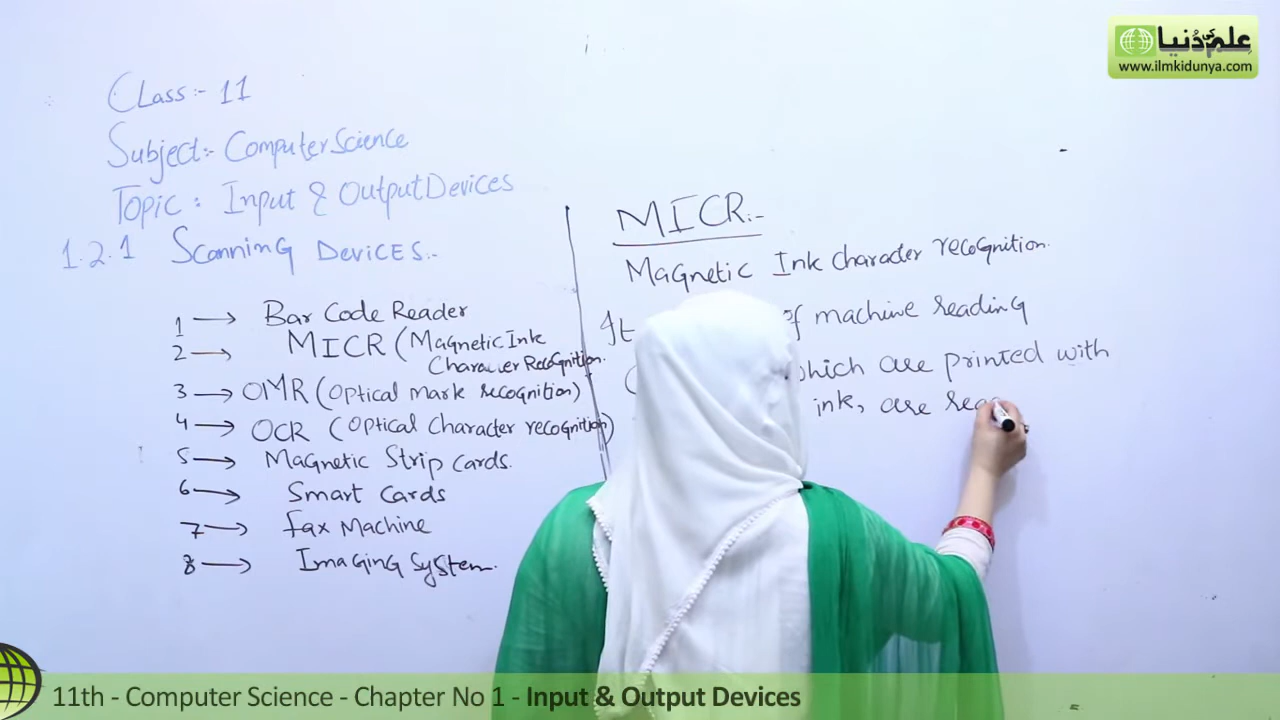 علم کی دُنیا
www.ilmkidunya.com
Class:- 11
Subject:- Computer Science
Topic: Input & Output Devices
1.2.1 Scanning Devices:-
1 → Bar Code Reader
2 → MICR (Magnetic Ink
Character Recognition.
3 → OMR (Optical mark recognition)
4 → OCR (Optical Character recognition)
5 → Magnetic Strip Cards.
6 → Smart Cards
7 → Fax Machine
8 → Imaging System.
MICR:-
Magnetic Ink character recognition.
It of machine reading
which are printed with
ink, are
11th - Computer Science - Chapter No 1 - Input & Output Devices